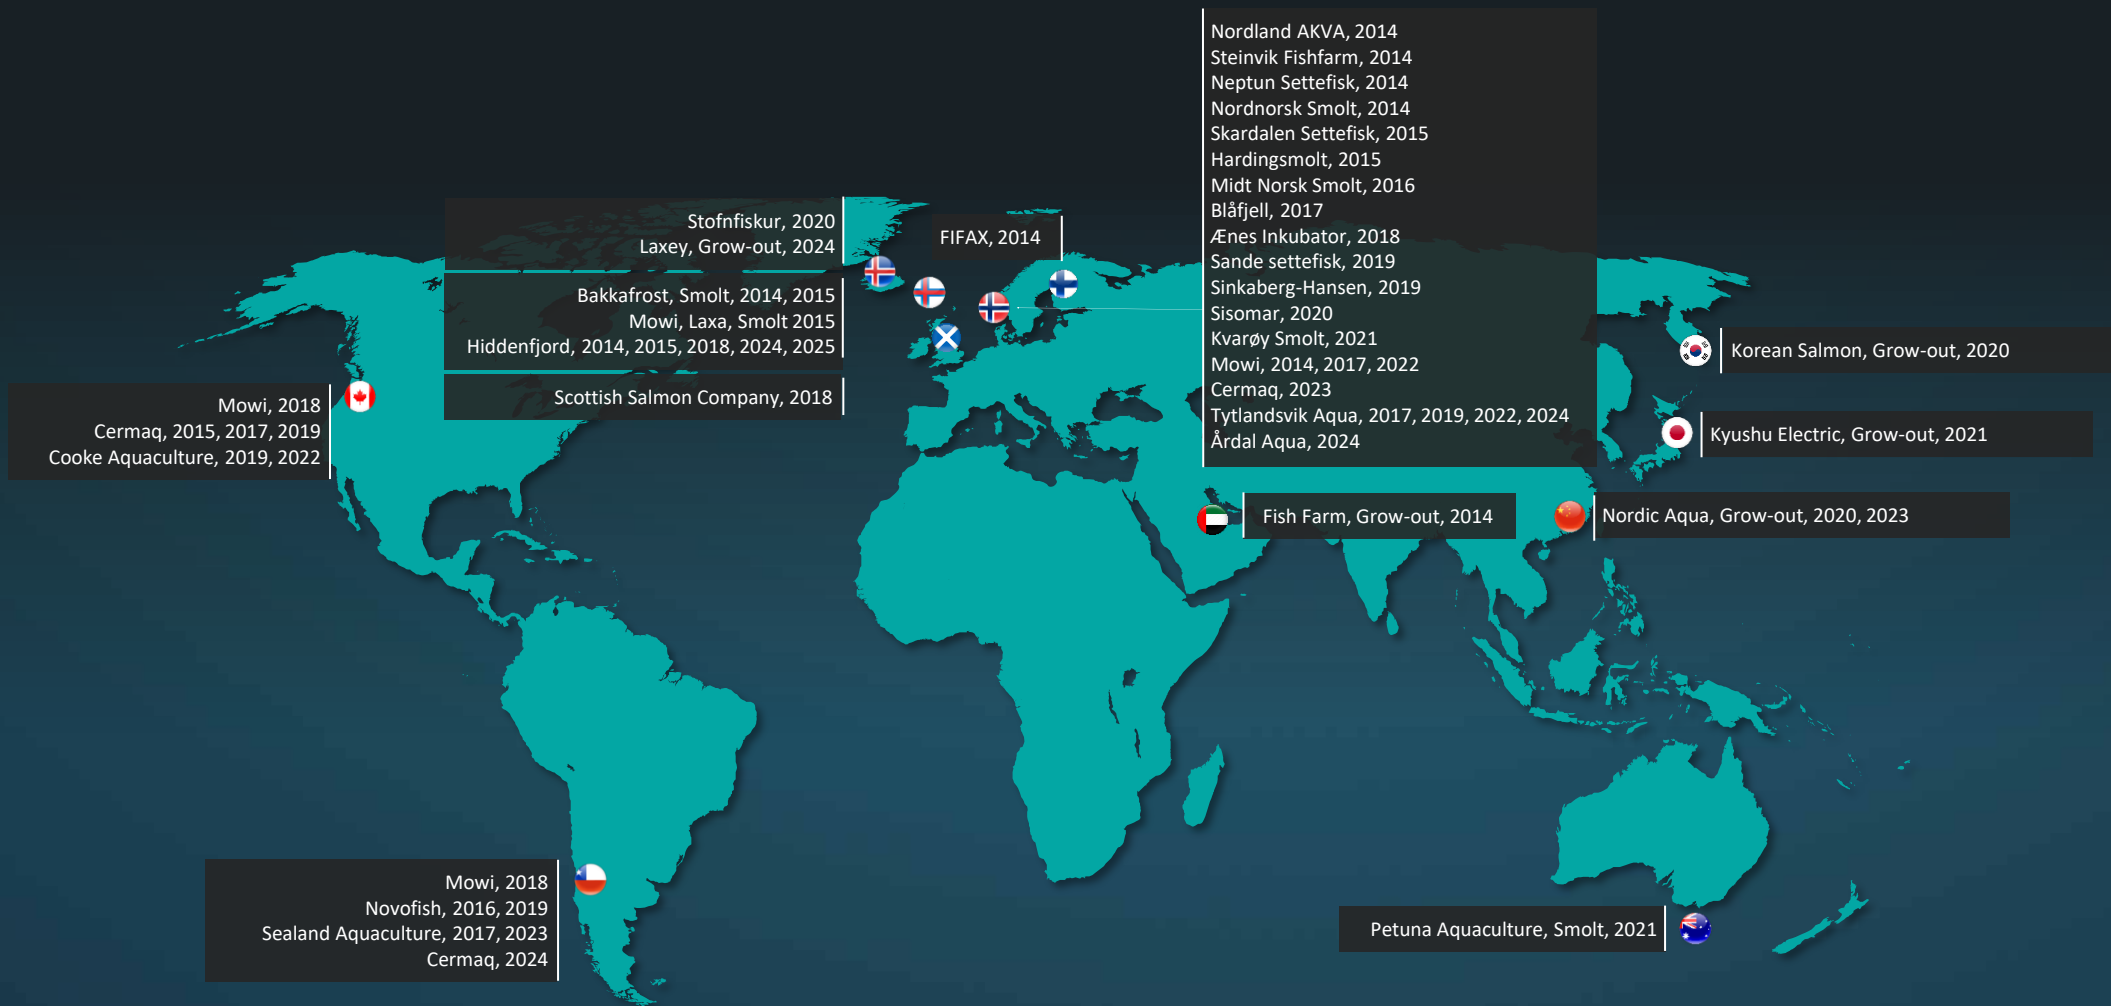 Nordland AKVA, 2014
Steinvik Fishfarm, 2014
Neptun Settefisk, 2014
Nordnorsk Smolt, 2014
Skardalen Settefisk, 2015
Hardingsmolt, 2015
Midt Norsk Smolt, 2016
Blåfjell, 2017
Ænes Inkubator, 2018
Sande settefisk, 2019
Sinkaberg-Hansen, 2019
Sisomar, 2020
Kvarøy Smolt, 2021
Mowi, 2014, 2017, 2022
Cermaq, 2023
Tytlandsvik Aqua, 2017, 2019, 2022, 2024
Årdal Aqua, 2024
Stofnfiskur, 2020
Laxey, Grow-out, 2024
FIFAX, 2014
Bakkafrost, Smolt, 2014, 2015
Mowi, Laxa, Smolt 2015
Hiddenfjord, 2014, 2015, 2018, 2024, 2025
Scottish Salmon Company, 2018
Korean Salmon, Grow-out, 2020
Mowi, 2018
Cermaq, 2015, 2017, 2019
Cooke Aquaculture, 2019, 2022
Kyushu Electric, Grow-out, 2021
Fish Farm, Grow-out, 2014
Nordic Aqua, Grow-out, 2020, 2023
Mowi, 2018
Novofish, 2016, 2019
Sealand Aquaculture, 2017, 2023
Cermaq, 2024
Petuna Aquaculture, Smolt, 2021